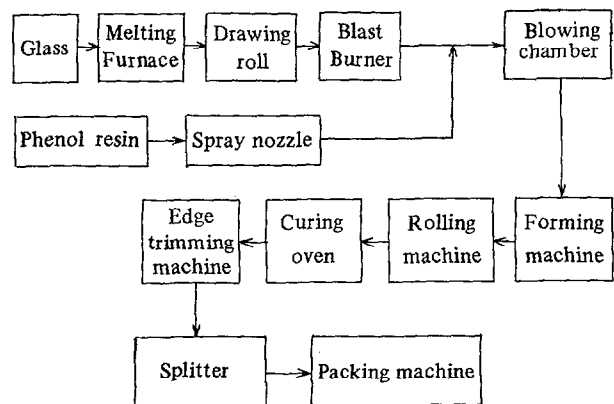 Glass
Melting
Furnace
Drawing
roll
Blast
Burner
Blowing
chamber
Phenol resin
Spray nozzle
Forming
machine
Rolling
machine
Curing
oven
Edge
trimming
machine
Splitter
Packing machine